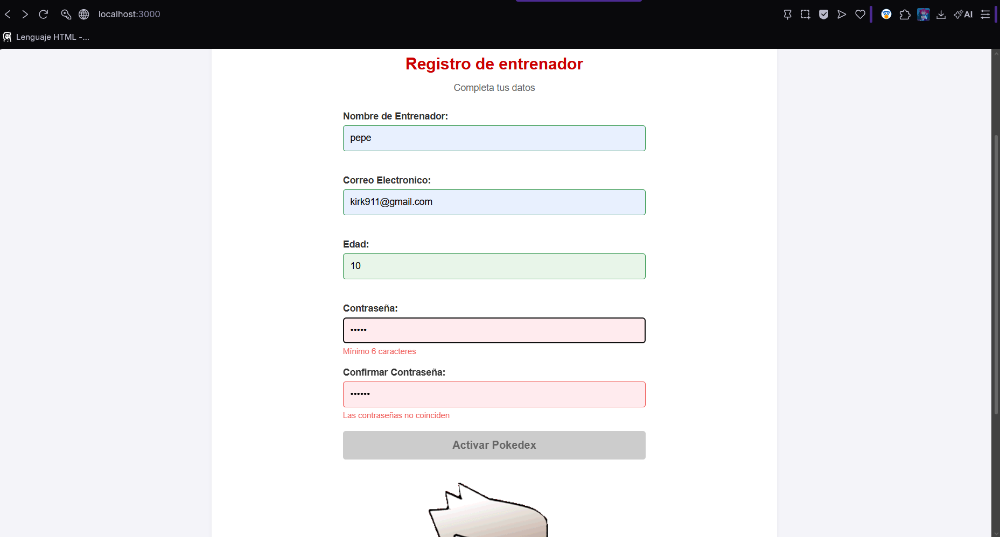 localhost:3000
AI
Lenguaje HTML -...
Registro de entrenador
Completa tus datos
Nombre de Entrenador:
pepe
Correo Electronico:
kirk911@gmail.com
Edad:
10
Contraseña:
•••••
Mínimo 6 caracteres
Confirmar Contraseña:
••••••
Las contraseñas no coinciden
Activar Pokedex